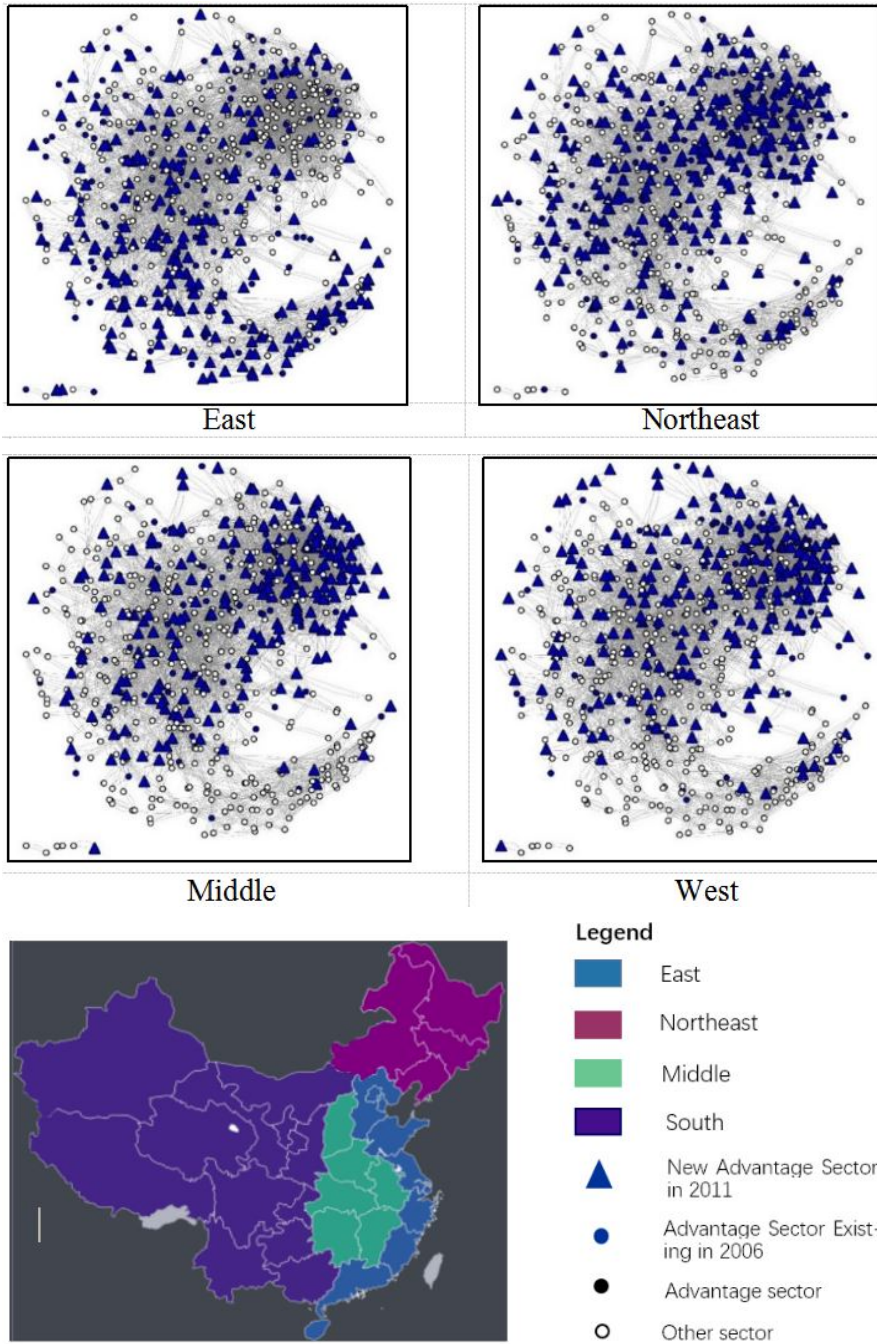 East
Northeast
Middle
West
Legend
East
Northeast
Middle
South
New Advantage Sector
in 2011
Advantage Sector Exist-
ing in 2006
Advantage sector
Other sector